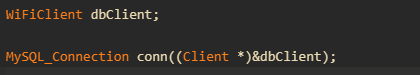 WiFiClient dbClient;
MySQL_Connection conn((Client *)&dbClient);